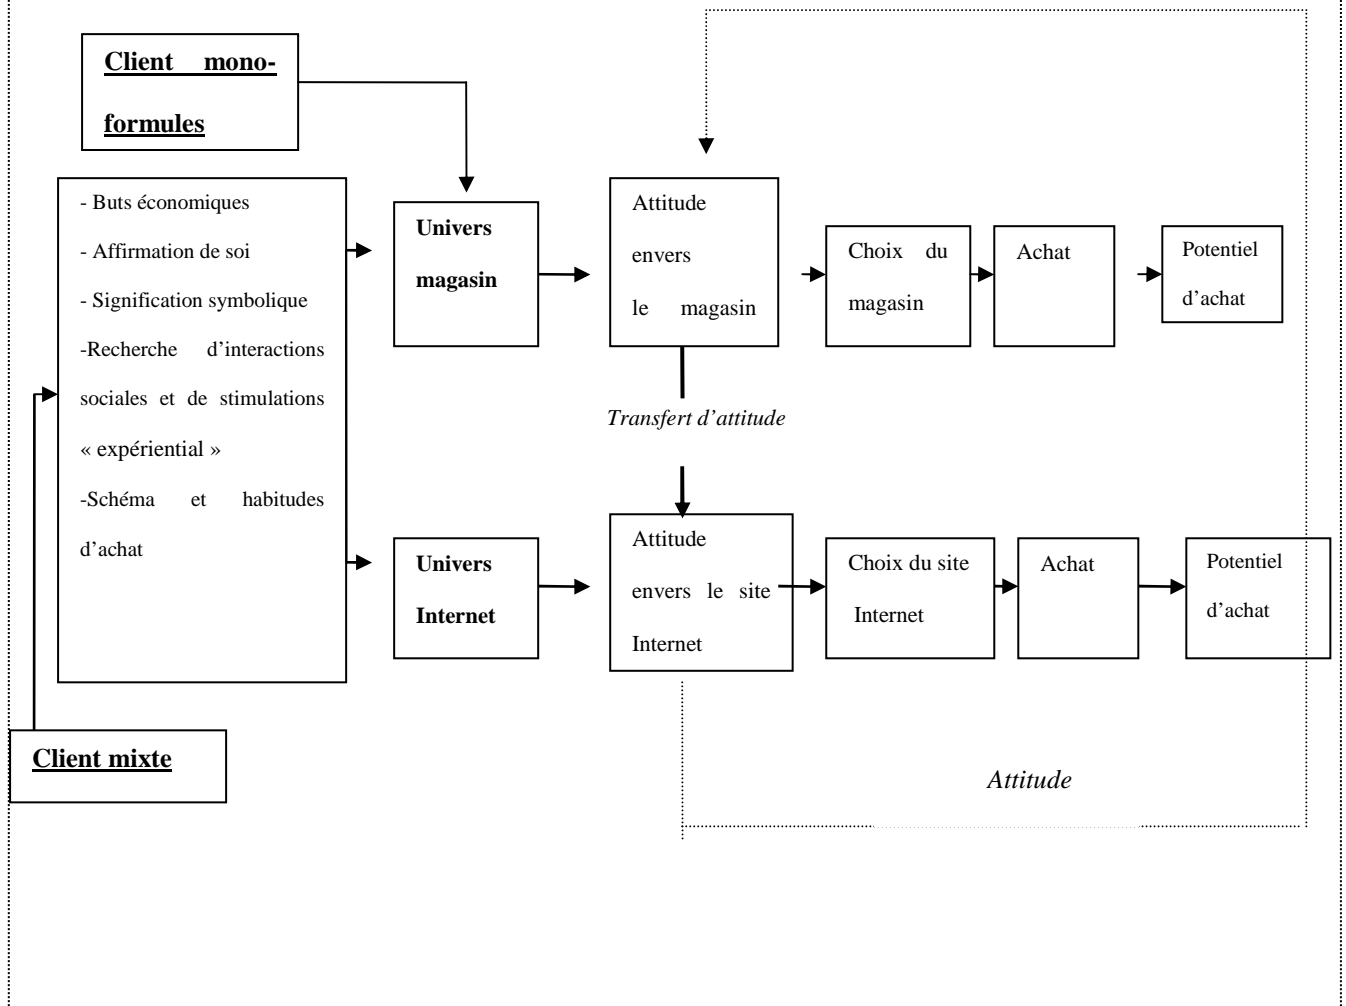 Client mono-
formules
- Buts économiques
- Affirmation de soi
- Signification symbolique
-Recherche d'interactions
sociales et de stimulations
« expériential »
-Schéma et habitudes
d'achat
Univers
magasin
Attitude
envers
le magasin
Choix du
magasin
Achat
Potentiel
d'achat
Transfert d'attitude
Univers
Internet
Attitude
envers le site
Internet
Choix du site
Internet
Achat
Potentiel
d'achat
Client mixte
Attitude